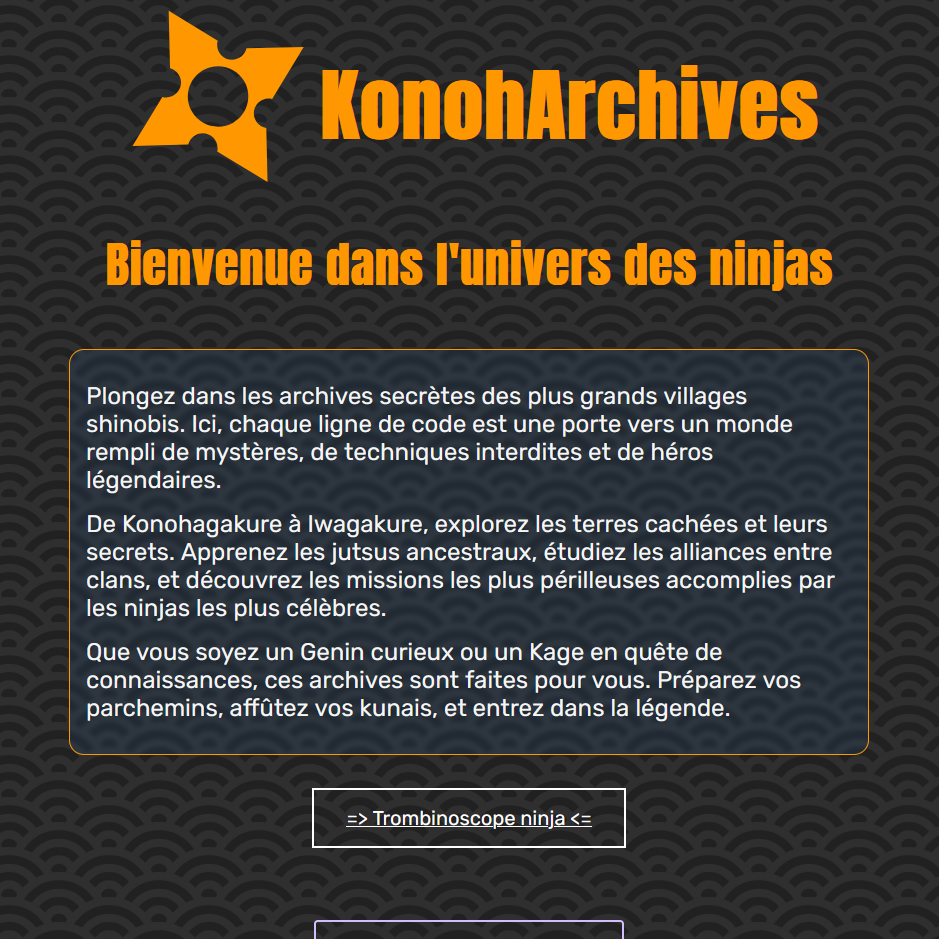 KonohArchives
Bienvenue dans l'univers des ninjas
Plongez dans les archives secrètes des plus grands villages
shinobis. Ici, chaque ligne de code est une porte vers un monde
rempli de mystères, de techniques interdites et de héros
légendaires.
De Konohagakure à Iwagakure, explorez les terres cachées et leurs
secrets. Apprenez les jutsus ancestraux, étudiez les alliances entre
clans, et découvrez les missions les plus périlleuses accomplies par
les ninjas les plus célèbres.
Que vous soyez un Genin curieux ou un Kage en quête de
connaissances, ces archives sont faites pour vous. Préparez vos
parchemins, affûtez vos kunais, et entrez dans la légende.
=> Trombinoscope ninja <=